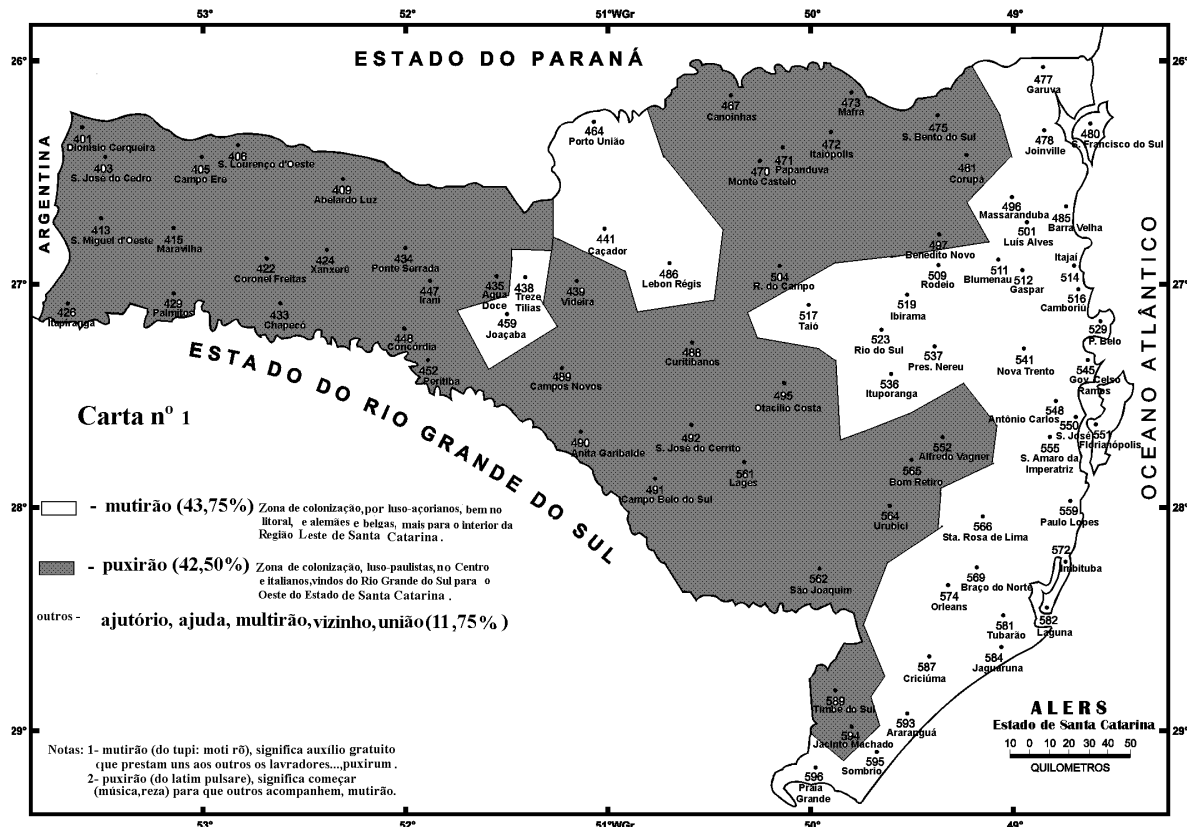 53°
52°
51°WGr
50°
49°
26°
ESTADO DO PARANÁ
26°
477
Garuva
467
Canoinhas
473
Mafra
475
S. Bento do Sul
464
Porto União
480
S. Francisco do Sul
478
Joinville
401
Dionísio Cerqueira
403
S. José do Cedro
405
Campo Erê
406
S. Lourenço d'Oeste
409
Abelardo Luz
472
Itaiópolis
471
Papanduva
470
Monte Castelo
481
Corupá
ARGENTINA
413
S. Miguel d'Oeste
415
Maravilha
422
Coronel Freitas
424
Xanxerê
434
Ponte Serrada
441
Caçador
486
Lebon Régis
496
Massaranduba
501
Luís Alves
485
Barra Velha
497
Benedito Novo
509
Rodeio
504
R. do Campo
511
Blumenau
512
Gaspar
Itajaí
514
516
Camboriú
27°
27°
426
Itapiranga
429
Palmitos
433
Chapecó
447
Irani
435
Água
Doce
438
Treze
Tílias
439
Videira
459
Joaçaba
448
Concórdia
452
Peritiba
517
Taió
519
Ibirama
523
Rio do Sul
537
Pres. Nereu
536
Ituporanga
541
Nova Trento
529
P. Belo
545
Gov. Celso
Ramos
488
Curitibanos
489
Campos Novos
495
Otacílio Costa
548
Antônio Carlos
550
S. José
551
Florianópolis
555
S. Amaro da
Imperatriz
490
Anita Garibalde
492
S. José do Cerrito
561
Lages
491
Campo Belo do Sul
552
Alfredo Vagner
565
Bom Retiro
564
Urubici
566
Sta. Rosa de Lima
559
Paulo Lopes
OCEANO ATLÂNTICO
ESTADO DO RIO GRANDE DO SUL
Carta nº 1
28°
28°
562
São Joaquim
569
Braço do Norte
572
Imbituba
574
Orleans
581
Tubarão
582
Laguna
584
Jaguaruna
587
Criciúma
589
Timbé do Sul
593
Araranguá
594
Jacinto Machado
595
Sombrio
596
Praia
Grande
- mutirão (43,75%) Zona de colonização, por luso-açorianos, bem no
litoral, e alemães e belgas, mais para o interior da
Região Leste de Santa Catarina .
- puxirão (42,50%) Zona de colonização, luso-paulistas, no Centro
e italianos, vindos do Rio Grande do Sul para o
Oeste do Estado de Santa Catarina .
outros - ajutório, ajuda, multirão, vizinho, união (11,75%)
29°
29°
Notas: 1- mutirão (do tupi: moti rõ), significa auxílio gratuito
que prestam uns aos outros os lavradores...,puxirum .
2- puxirão (do latim pulsare), significa começar
(música,reza) para que outros acompanhem, mutirão.
ALERS
Estado de Santa Catarina
10 0 10 20 30 50
QUILOMETROS
53°
52°
51°WGr
50°
49°